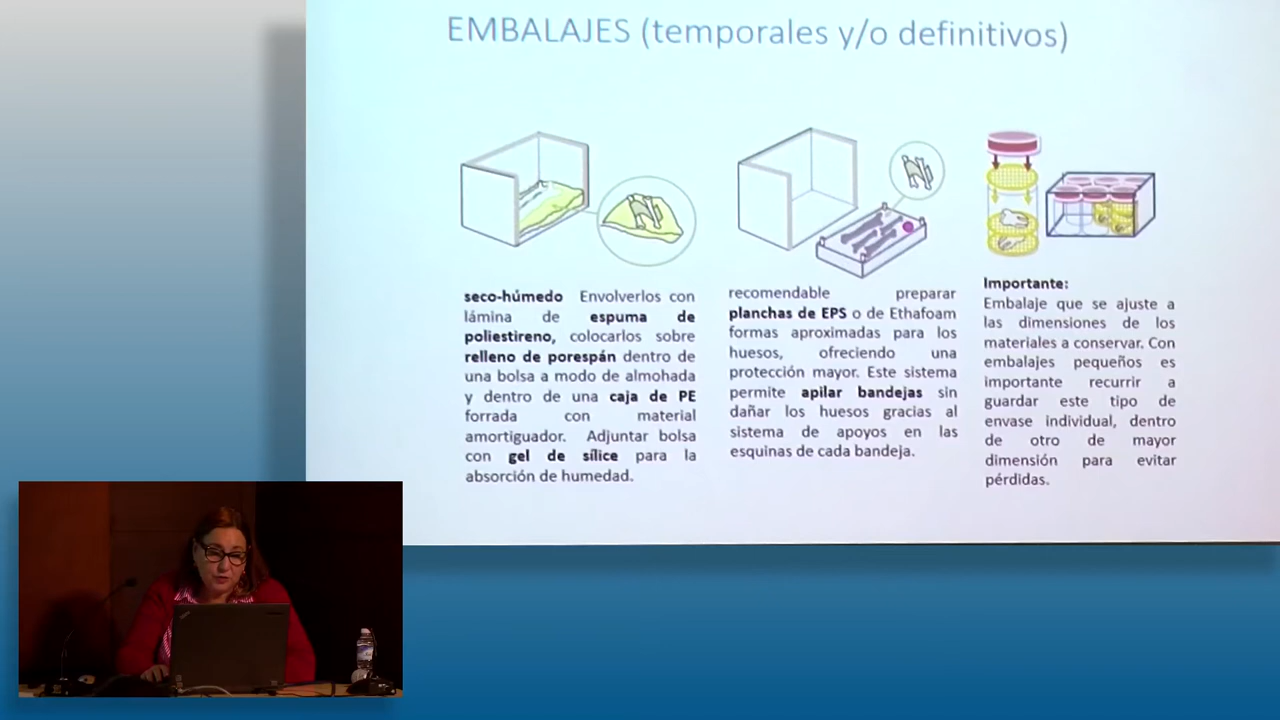 EMBALAJES (temporales y/o definitivos)
seco-húmedo Envolverlos con
lámina de espuma de
poliestireno, colocarlos sobre
relleno de porespán dentro de
una bolsa a modo de almohada
y dentro de una caja de PE
forrada con material
amortiguador. Adjuntar bolsa
con gel de sílice para la
absorción de humedad.
recomendable preparar
planchas de EPS o de Ethafoam
formas aproximadas para los
huesos, ofreciendo una
protección mayor. Este sistema
permite apilar bandejas sin
dañar los huesos gracias al
sistema de apoyos en las
esquinas de cada bandeja.
Importante:
Embalaje que se ajuste a
las dimensiones de los
materiales a conservar. Con
embalajes pequeños es
importante recurrir a
guardar este tipo de
envase individual, dentro
de otro de mayor
dimensión para evitar
pérdidas.